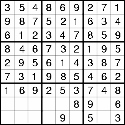 3 5 4 8 6 9 2 7 1
9 8 7 5 2 1 6 3 4
6 1 2 3 4 7 8 5 9
8 4 6 7 3 2 1 9 5
2 9 5 4 1 6 3 8 7
7 3 1 9 8 5 4 6 2
1 6 9 2 5 3 7 4 8
8 9 6
9 5 3